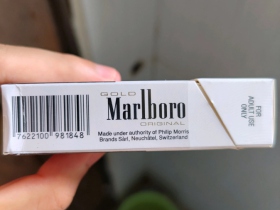 GOLD
Marlboro
ORIGINAL
Made under authority of Philip Morris
Brands Sàrl, Neuchâtel, Switzerland
7622100 981848
FOR
ADULT USE
ONLY